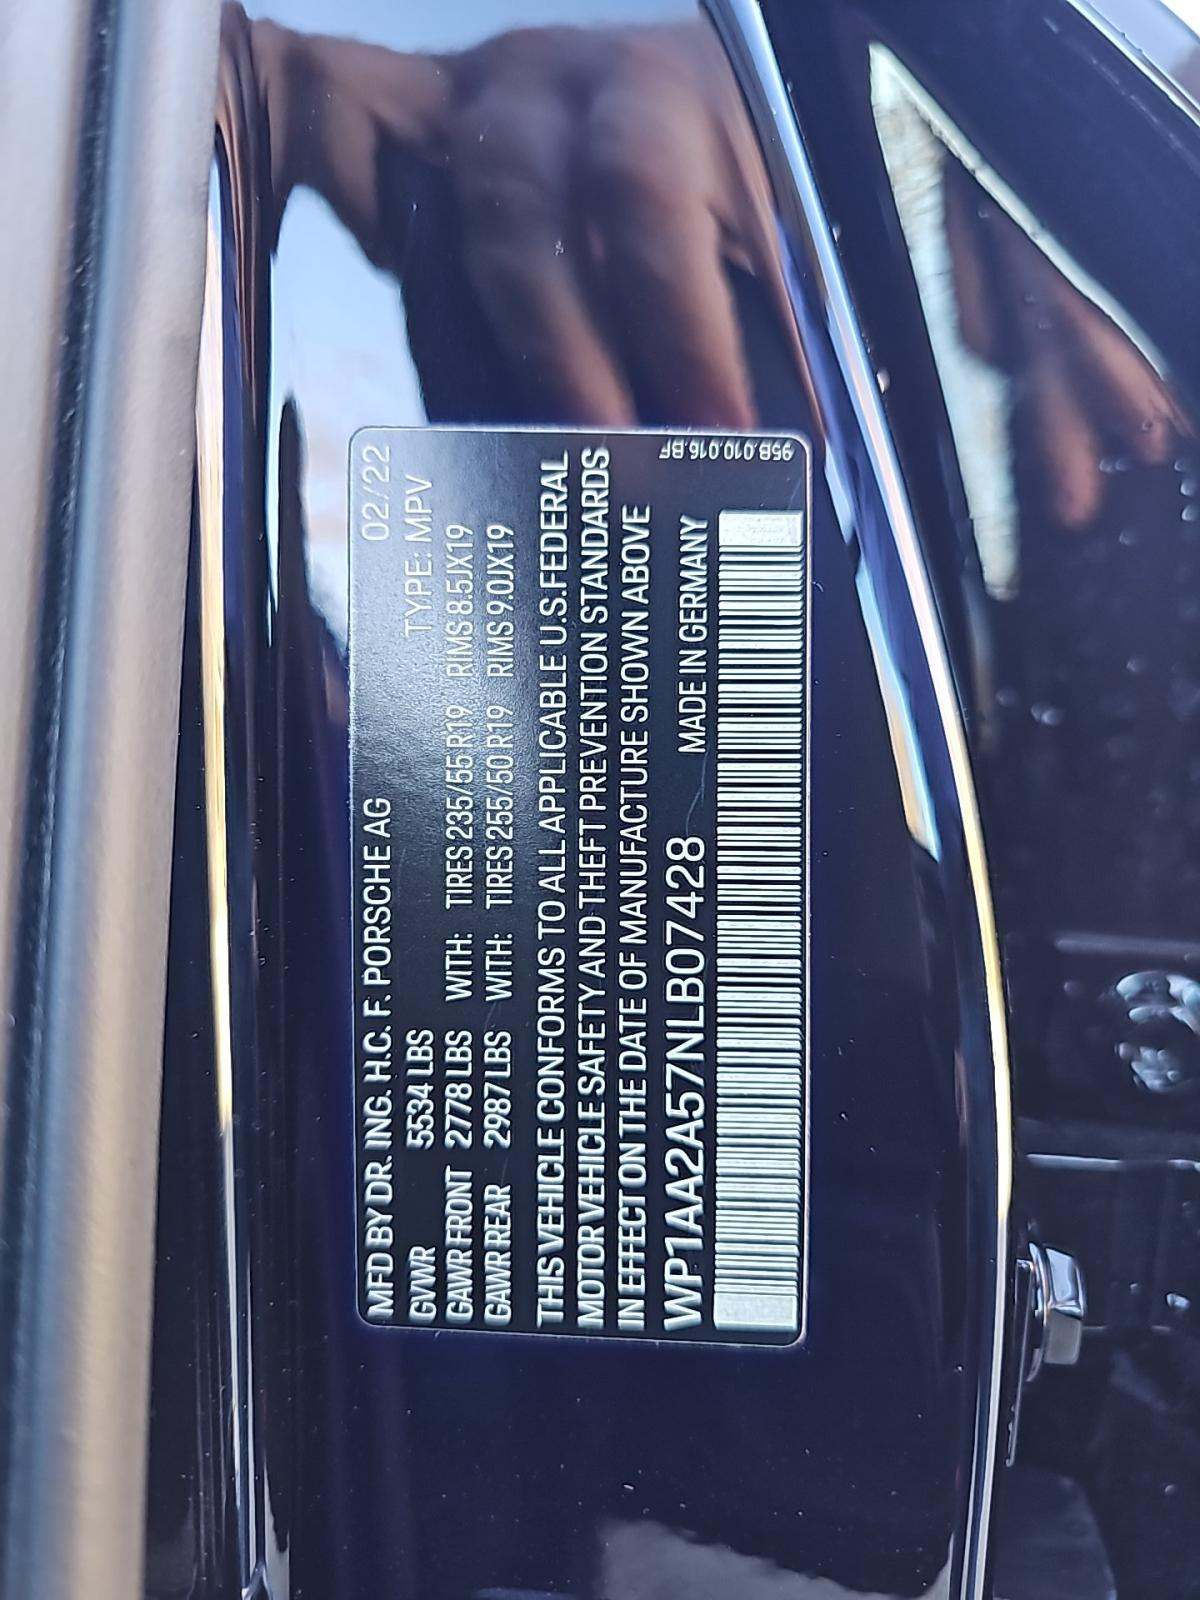 MFD BY DR. ING. H.C. F. PORSCHE AG 02/22
GVWR 5534 LBS TYPE: MPV
GAWR FRONT 2778 LBS WITH: TIRES 235/55 R19 RIMS 8.5JX19
GAWR REAR 2987 LBS WITH: TIRES 255/50 R19 RIMS 9.0JX19
THIS VEHICLE CONFORMS TO ALL APPLICABLE U.S.FEDERAL
MOTOR VEHICLE SAFETY AND THEFT PREVENTION STANDARDS
IN EFFECT ON THE DATE OF MANUFACTURE SHOWN ABOVE
WP1AA2A57NLB07428 MADE IN GERMANY
95B.010.016.BF